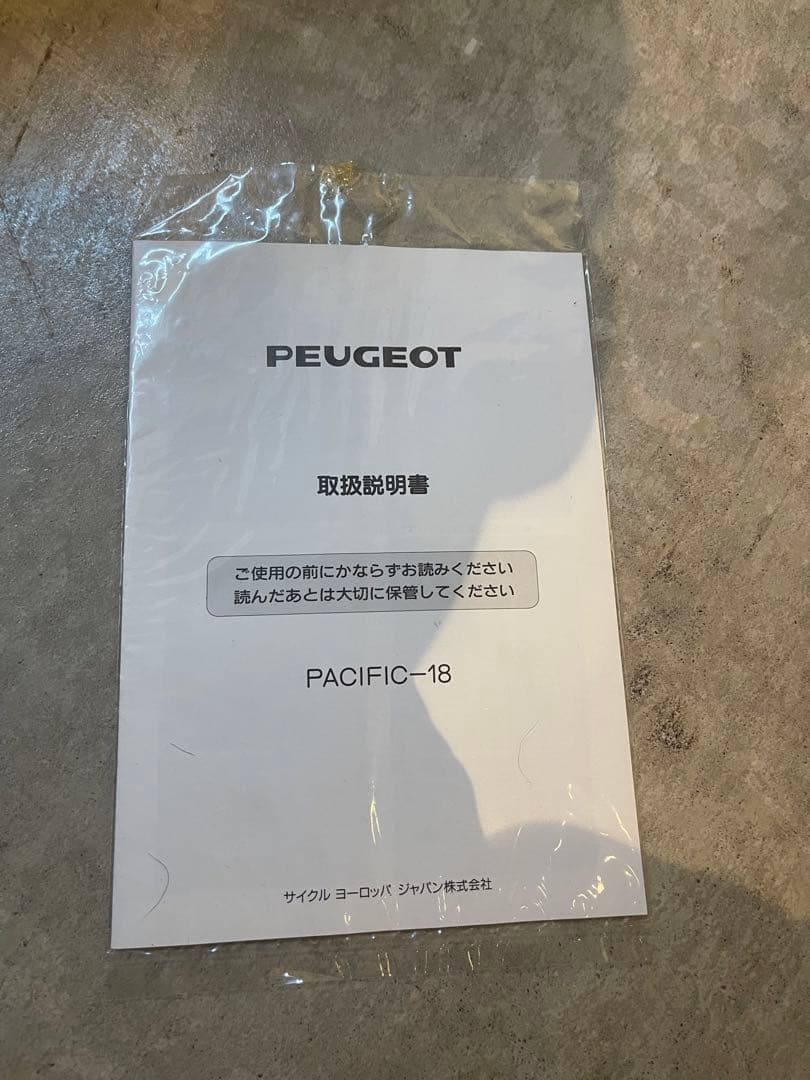 PEUGEOT
取扱説明書
ご使用の前にかならずお読みください
読んだあとは大切に保管してください
PACIFIC-18
サイクル ヨーロッパ ジャパン株式会社